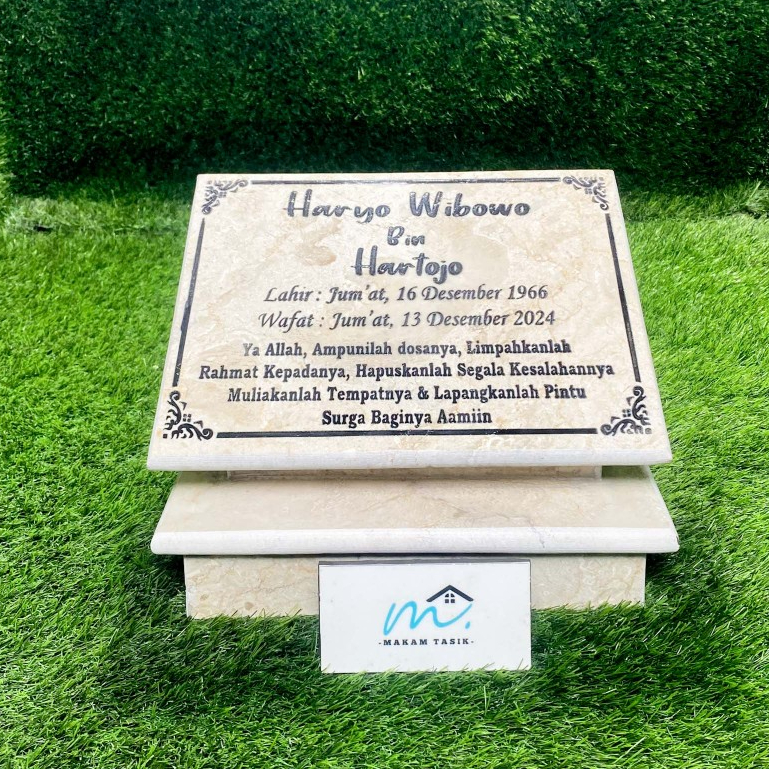 Haryo Wibowo
Bin
Hartojo
Lahir : Jum'at, 16 Desember 1966
Wafat : Jum'at, 13 Desember 2024
Ya Allah, Ampunilah dosanya, Limpahkanlah
Rahmat Kepadanya, Hapuskanlah Segala Kesalahannya
Muliakanlah Tempatnya & Lapangkanlah Pintu
Surga Baginya Aamiin
m.
-MAKAM TASIK-